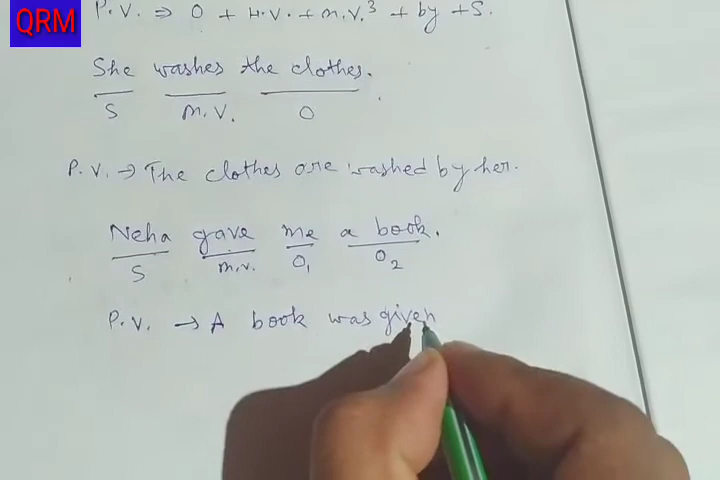 QRM
P.V. ⇒ O + H.V. + m.V.³ + by + S.
She washes the clothes.
S m.V. O
P.V. → The clothes are washed by her.
Neha gave me a book.
S m.v. O₁ O₂
P.V. → A book was given